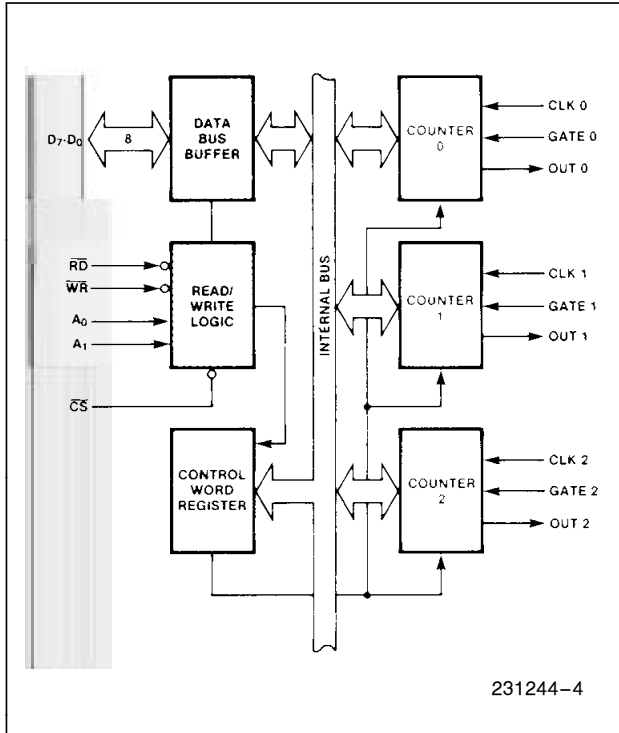 DATA
BUS
BUFFER
D7-D0
8
COUNTER
0
CLK 0
GATE 0
OUT 0
RD
WR
A0
A1
CS
READ/
WRITE
LOGIC
INTERNAL BUS
COUNTER
1
CLK 1
GATE 1
OUT 1
CONTROL
WORD
REGISTER
COUNTER
2
CLK 2
GATE 2
OUT 2
231244-4